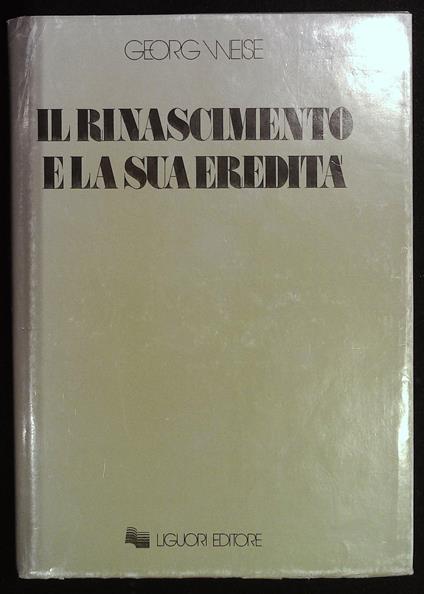 GEORG WEISE
IL RINASCIMENTO
E LA SUA EREDITÀ
LIGUORI EDITORE